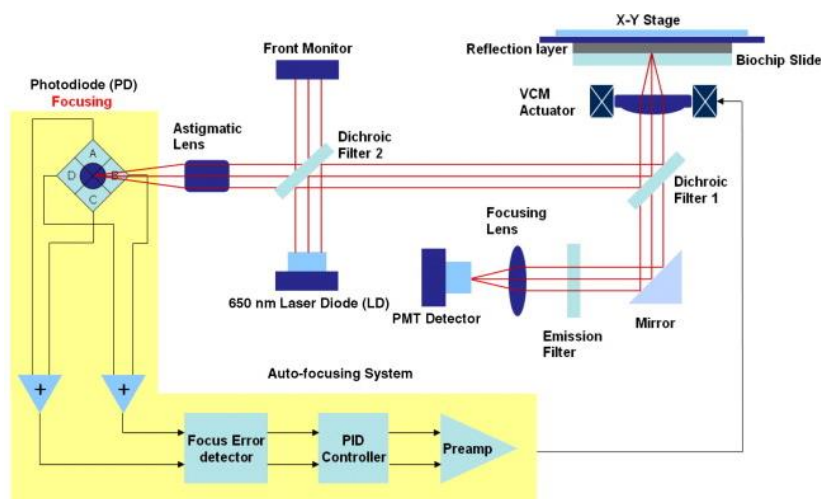 X-Y Stage
Front Monitor
Reflection layer
Biochip Slide
Photodiode (PD)
Focusing
VCM
Actuator
Astigmatic
Lens
Dichroic
Filter 2
A
D
B
C
Dichroic
Filter 1
Focusing
Lens
650 nm Laser Diode (LD)
PMT Detector
Emission
Filter
Mirror
Auto-focusing System
+
+
Focus Error
detector
PID
Controller
Preamp